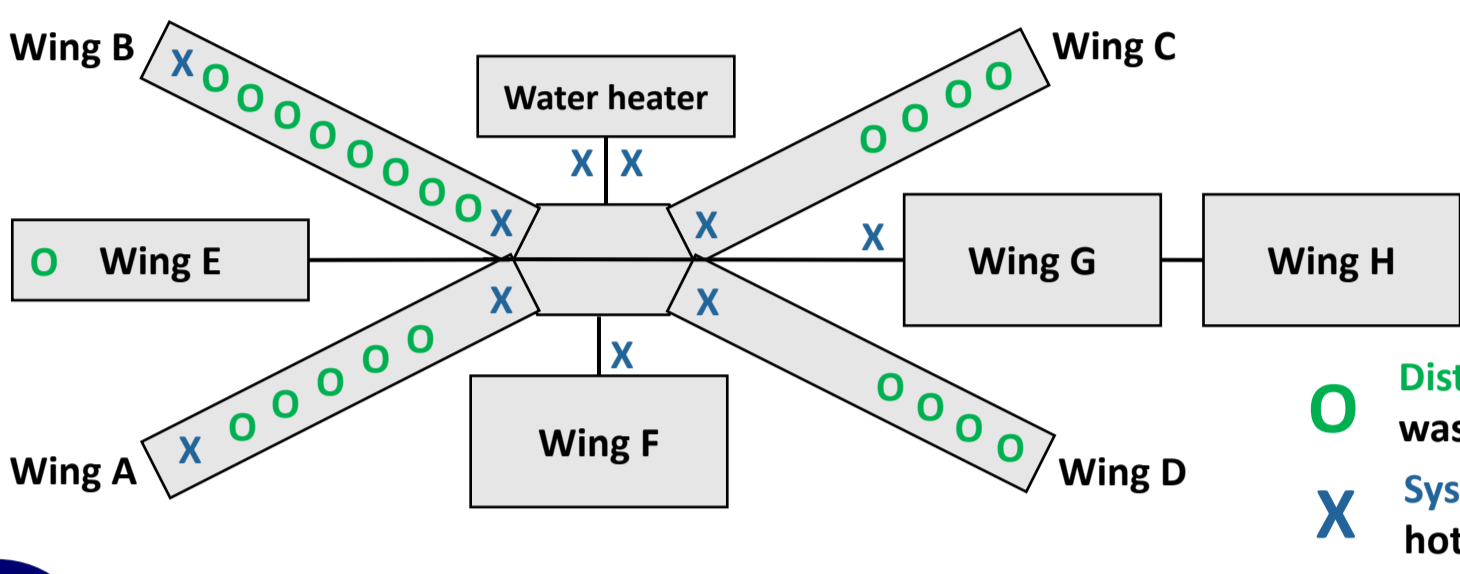 Wing B
X O O O O O O O O X
Water heater
X X
Wing C
O O O O
X
O Wing E
X
Wing G
Wing H
Wing A
X O O O O O
X
X
Wing F
X
O O O O
Wing D
O Dist
was
X Sys
hot